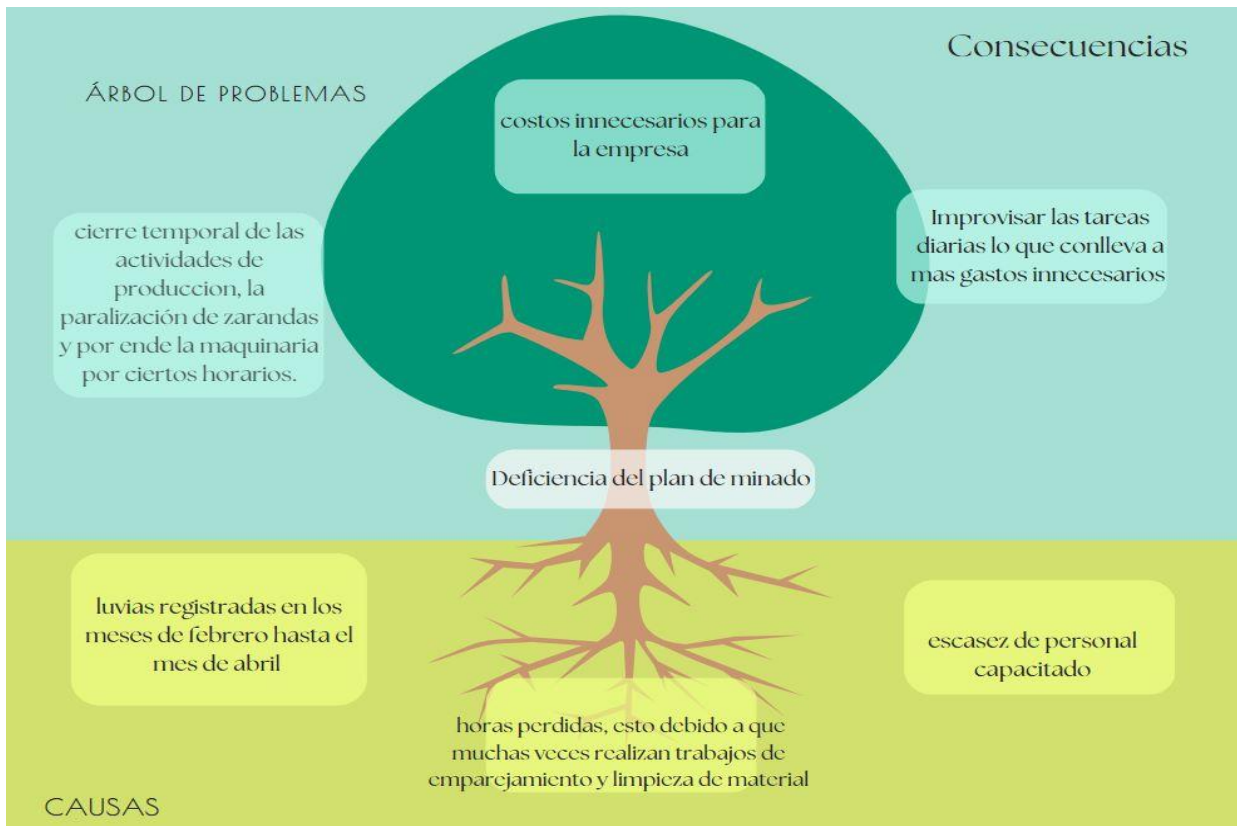 Consecuencias
ÁRBOL DE PROBLEMAS
costos innecesarios para
la empresa
cierre temporal de las
actividades de
produccion, la
paralización de zarandas
y por ende la maquinaria
por ciertos horarios.
Improvisar las tareas
diarias lo que conlleva a
mas gastos innecesarios
Deficiencia del plan de minado
luvias registradas en los
meses de febrero hasta el
mes de abril
escasez de personal
capacitado
horas perdidas, esto debido a que
muchas veces realizan trabajos de
emparejamiento y limpieza de material
CAUSAS